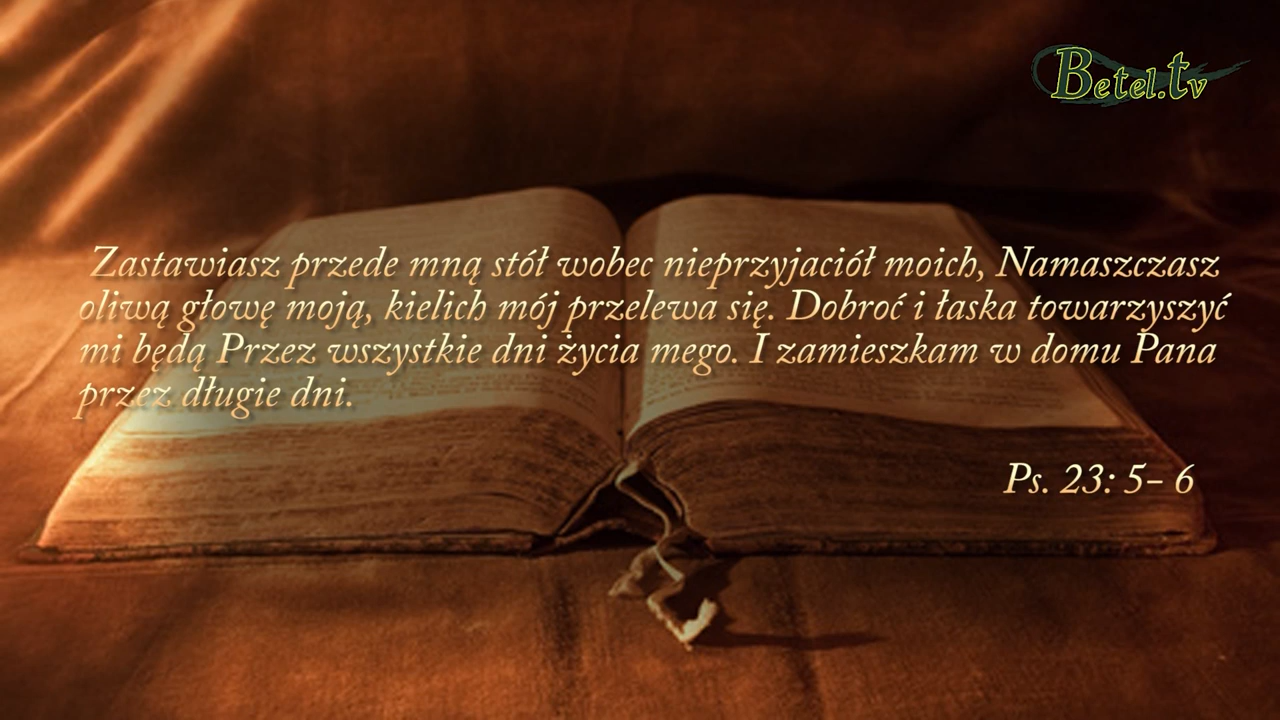 Betel.tv
Zastawiasz przede mną stół wobec nieprzyjaciół moich, Namaszczasz
oliwą głowę moją, kielich mój przelewa się. Dobroć i łaska towarzyszyć
mi będą Przez wszystkie dni życia mego. I zamieszkam w domu Pana
przez długie dni.
Ps. 23: 5- 6